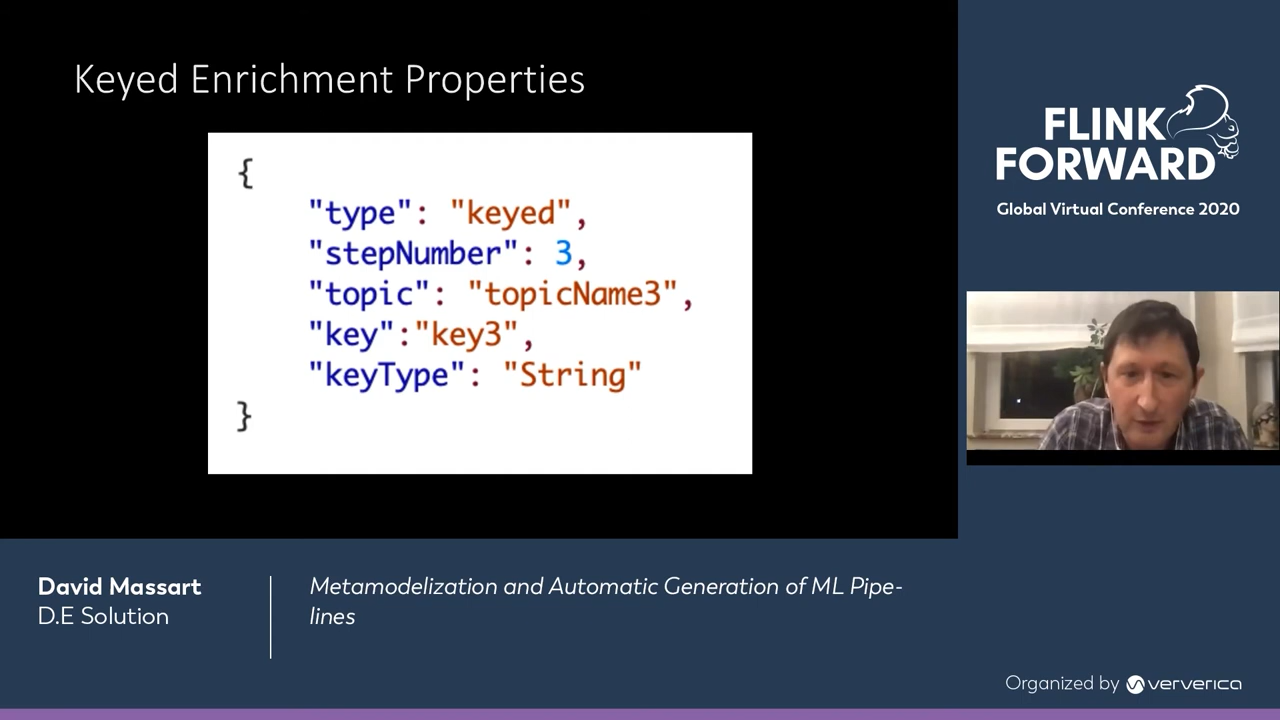 Keyed Enrichment Properties
{
"type": "keyed",
"stepNumber": 3,
"topic": "topicName3",
"key":"key3",
"keyType": "String"
}
FLINK
FORWARD
Global Virtual Conference 2020
David Massart
D.E Solution
Metamodelization and Automatic Generation of ML Pipe-
lines
Organized by ververica